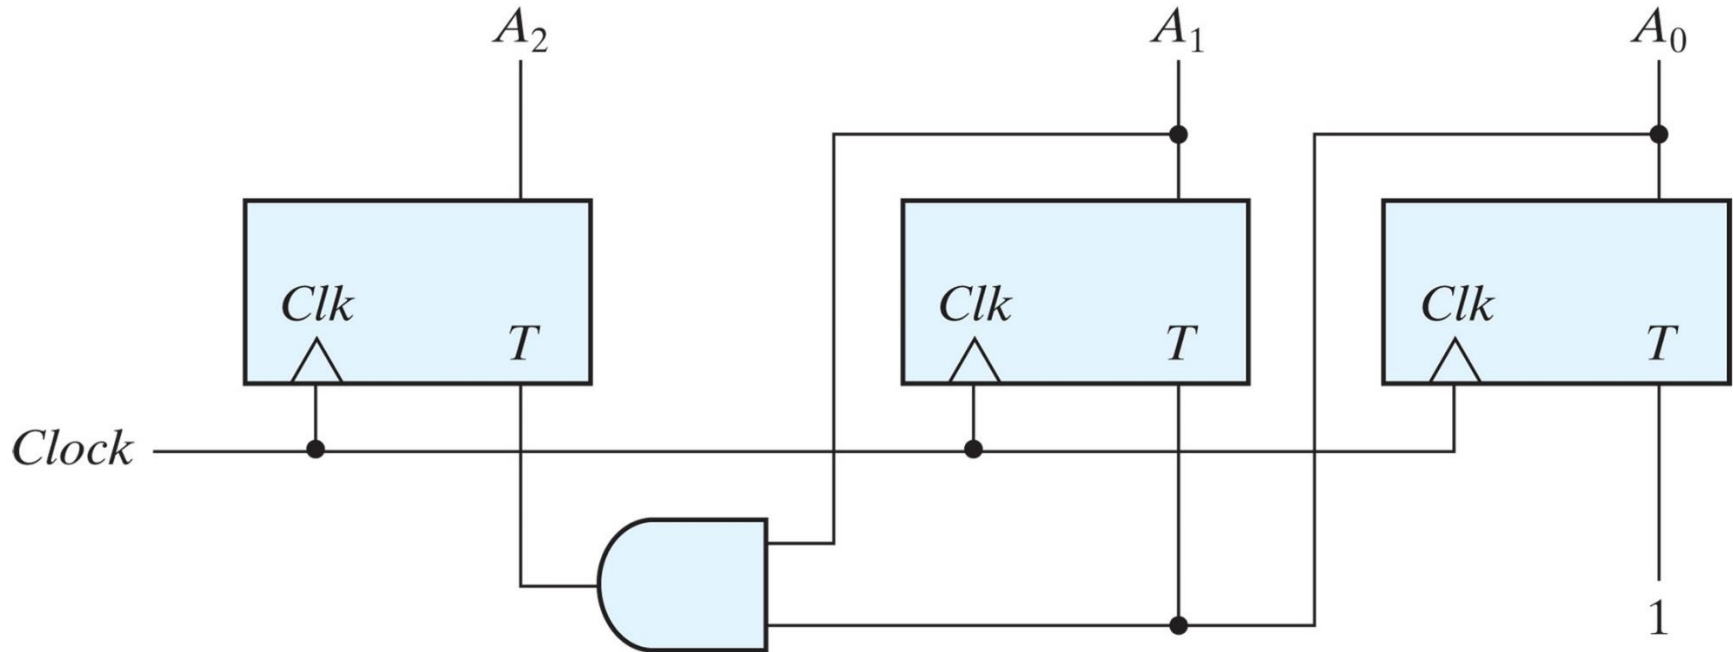 A₂ A₁ A₀
Clk Clk Clk
T T T
Clock
1